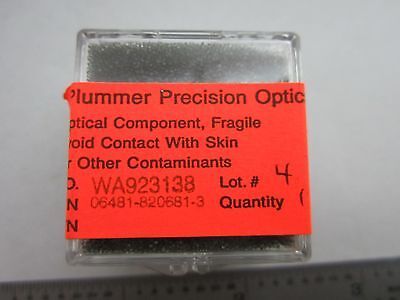 Plummer Precision Optic
ptical Component, Fragile
void Contact With Skin
r Other Contaminants
O. WA923138 Lot. # 4
N 06481-820681-3 Quantity
N